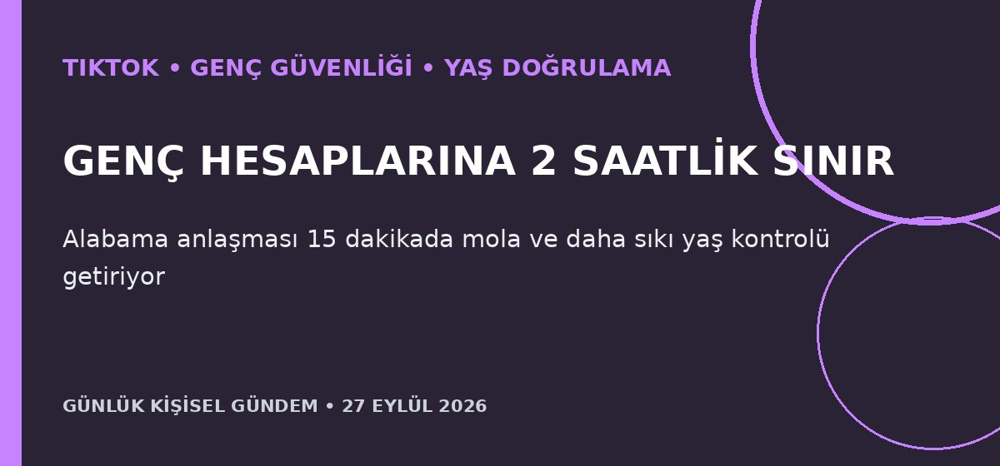 TIKTOK • GENÇ GÜVENLİĞİ • YAŞ DOĞRULAMA
GENÇ HESAPLARINA 2 SAATLİK SINIR
Alabama anlaşması 15 dakikada mola ve daha sıkı yaş kontrolü
getiriyor
GÜNLÜK KİŞİSEL GÜNDEM • 27 EYLÜL 2026